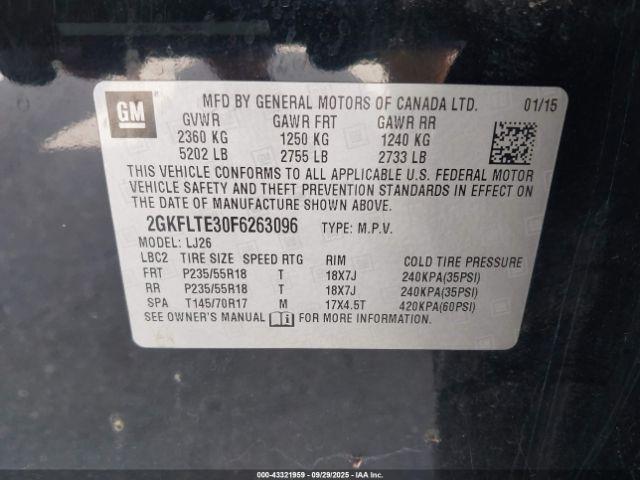 GM
MFD BY GENERAL MOTORS OF CANADA LTD. 01/15
GVWR GAWR FRT GAWR RR
2360 KG 1250 KG 1240 KG
5202 LB 2755 LB 2733 LB
THIS VEHICLE CONFORMS TO ALL APPLICABLE U.S. FEDERAL MOTOR
VEHICLE SAFETY AND THEFT PREVENTION STANDARDS IN EFFECT ON
THE DATE OF MANUFACTURE SHOWN ABOVE.
2GKFLTE30F6263096 TYPE: M.P.V.
MODEL: LJ26
LBC2 TIRE SIZE SPEED RTG RIM COLD TIRE PRESSURE
FRT P235/55R18 T 18X7J 240KPA(35PSI)
RR P235/55R18 T 18X7J 240KPA(35PSI)
SPA T145/70R17 M 17X4.5T 420KPA(60PSI)
SEE OWNER'S MANUAL FOR MORE INFORMATION.
000-43321959 - 09/29/2025 - IAAI.COM